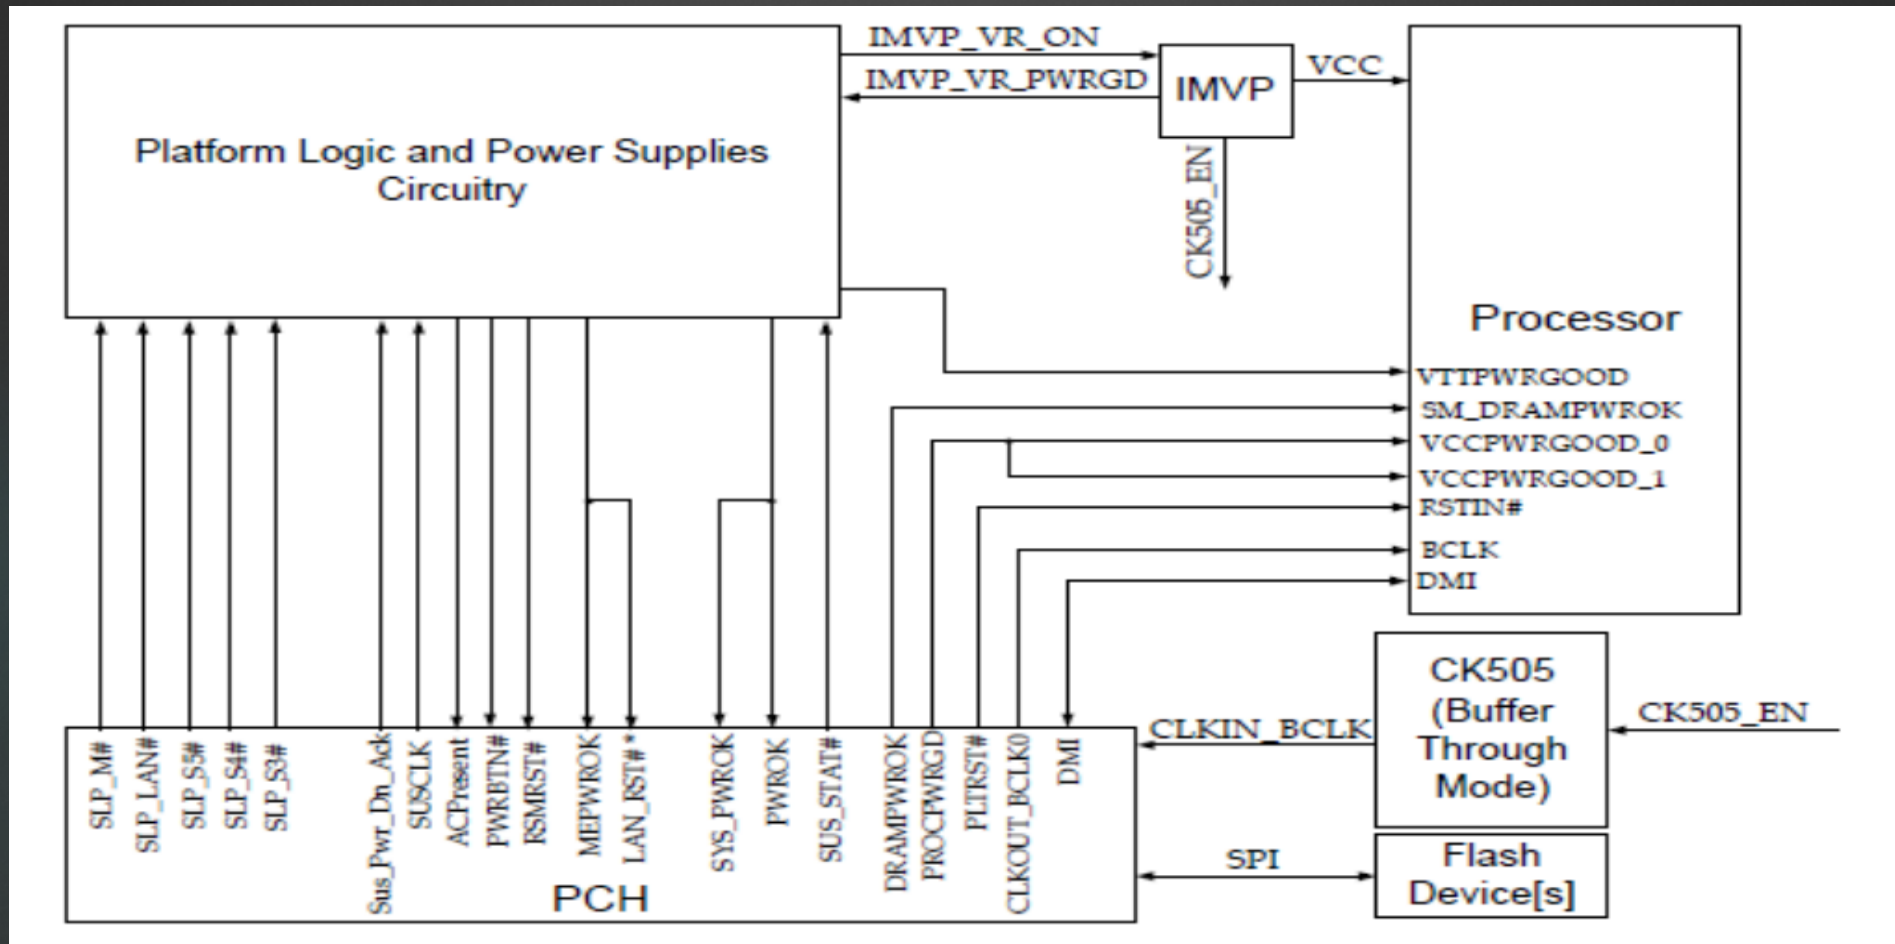 IMVP_VR_ON
IMVP_VR_PWRGD
IMVP
VCC
Platform Logic and Power Supplies
Circuitry
CK505_EN
Processor
VTTPWRGOOD
SM_DRAMPWROK
VCCPWRGOOD_0
VCCPWRGOOD_1
RSTIN#
BCLK
DMI
CK505
(Buffer
Through
Mode)
CK505_EN
CLKIN_BCLK
SLP_M#
SLP_LAN#
SLP_S5#
SLP_S4#
SLP_S3#
Sus_Pwr_Dn_Ack
SUSCLK
ACPresent
PWRBTN#
RSMRST#
MEPWROK
LAN_RST# *
SYS_PWROK
PWROK
SUS_STAT#
DRAMPWROK
PROCPWRGD
PLTRST#
CLKOUT_BCLK0
DMI
PCH
SPI
Flash
Device[s]